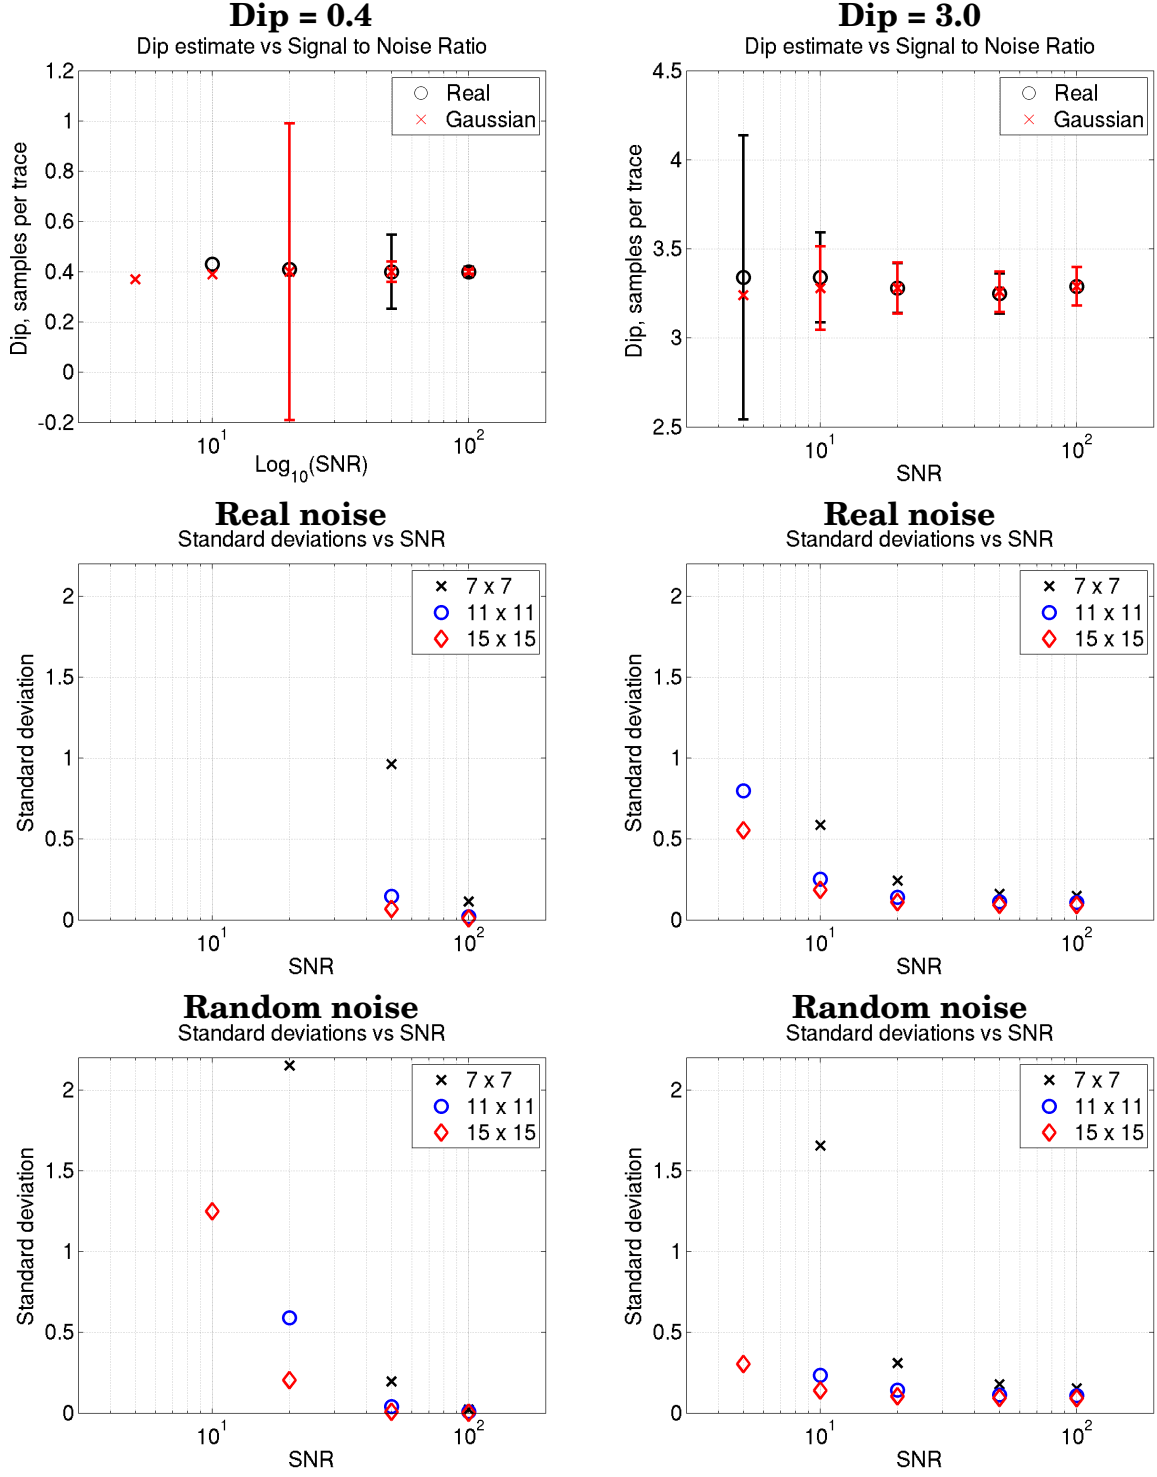 Dip = 0.4
Dip estimate vs Signal to Noise Ratio
Real
Gaussian
1.2
1
0.8
0.6
0.4
0.2
0
-0.2
Dip, samples per trace
10^1
10^2
Log_10(SNR)
Dip = 3.0
Dip estimate vs Signal to Noise Ratio
Real
Gaussian
4.5
4
3.5
3
2.5
Dip, samples per trace
10^1
10^2
SNR
Real noise
Standard deviations vs SNR
7 x 7
11 x 11
15 x 15
2
1.5
1
0.5
0
Standard deviation
10^1
10^2
SNR
Real noise
Standard deviations vs SNR
7 x 7
11 x 11
15 x 15
2
1.5
1
0.5
0
Standard deviation
10^1
10^2
SNR
Random noise
Standard deviations vs SNR
7 x 7
11 x 11
15 x 15
2
1.5
1
0.5
0
Standard deviation
10^1
10^2
SNR
Random noise
Standard deviations vs SNR
7 x 7
11 x 11
15 x 15
2
1.5
1
0.5
0
Standard deviation
10^1
10^2
SNR